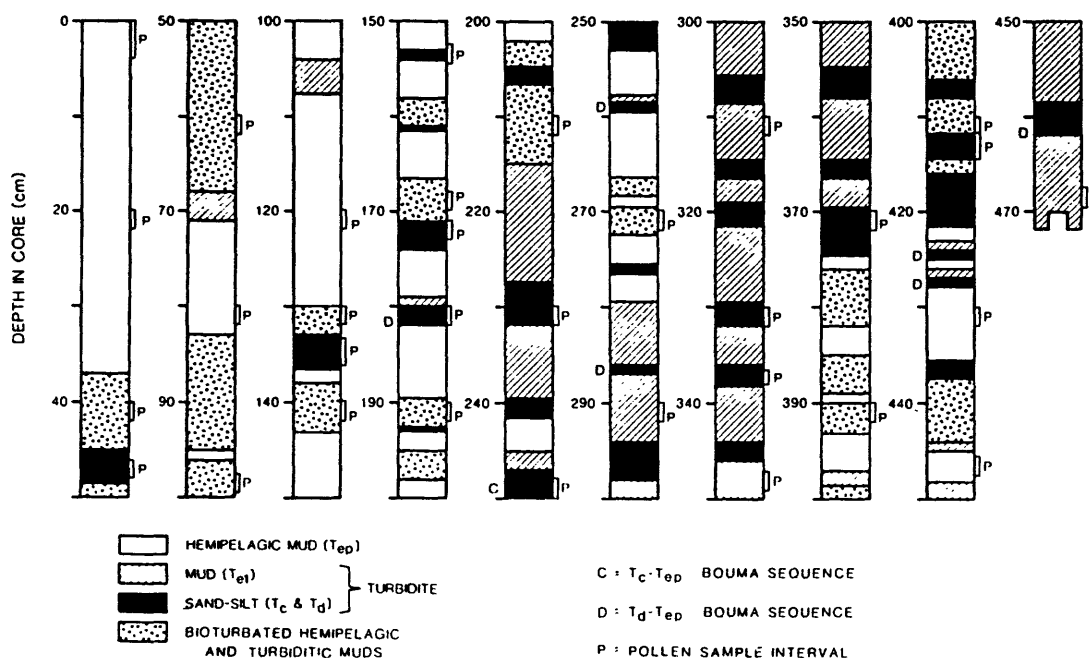 DEPTH IN CORE (cm)
0
P
20 P
40 P
P
50
P
70
P
90
P
100
120 P
P
P
140 P
150
P
P
170
P
D P
190 P
200
P
220
P
240
C P
250
D
270 P
D
290 P
300
P
320
P
P
340
P
350
370 P
390 P
400
P
P
420
D
D
P
440
P
450
D
P
470
HEMIPELAGIC MUD (Tep)
MUD (Tet)
SAND-SILT (Tc & Td)
TURBIDITE
BIOTURBATED HEMIPELAGIC
AND TURBIDITIC MUDS
C = Tc-Tep BOUMA SEQUENCE
D = Td-Tep BOUMA SEQUENCE
P = POLLEN SAMPLE INTERVAL